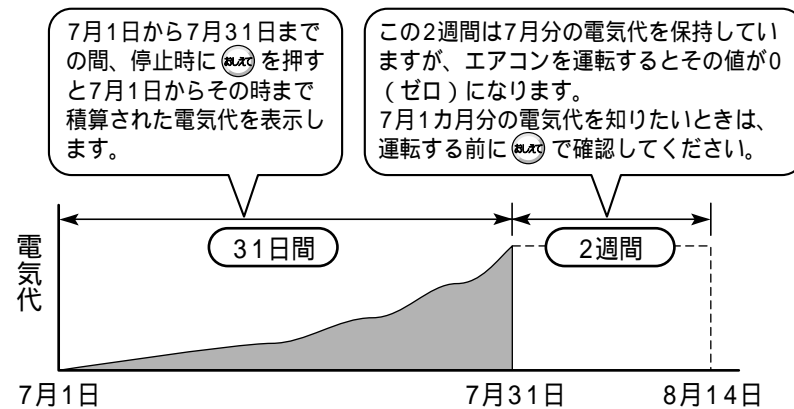 7月1日から7月31日まで
の間、停止時に おしえて を押す
と7月1日からその時まで
積算された電気代を表示し
ます。
この2週間は7月分の電気代を保持してい
ますが、エアコンを運転するとその値が0
(ゼロ)になります。
7月1カ月分の電気代を知りたいときは、
運転する前に おしえて で確認してください。
31日間
2週間
電気代
7月1日
7月31日
8月14日